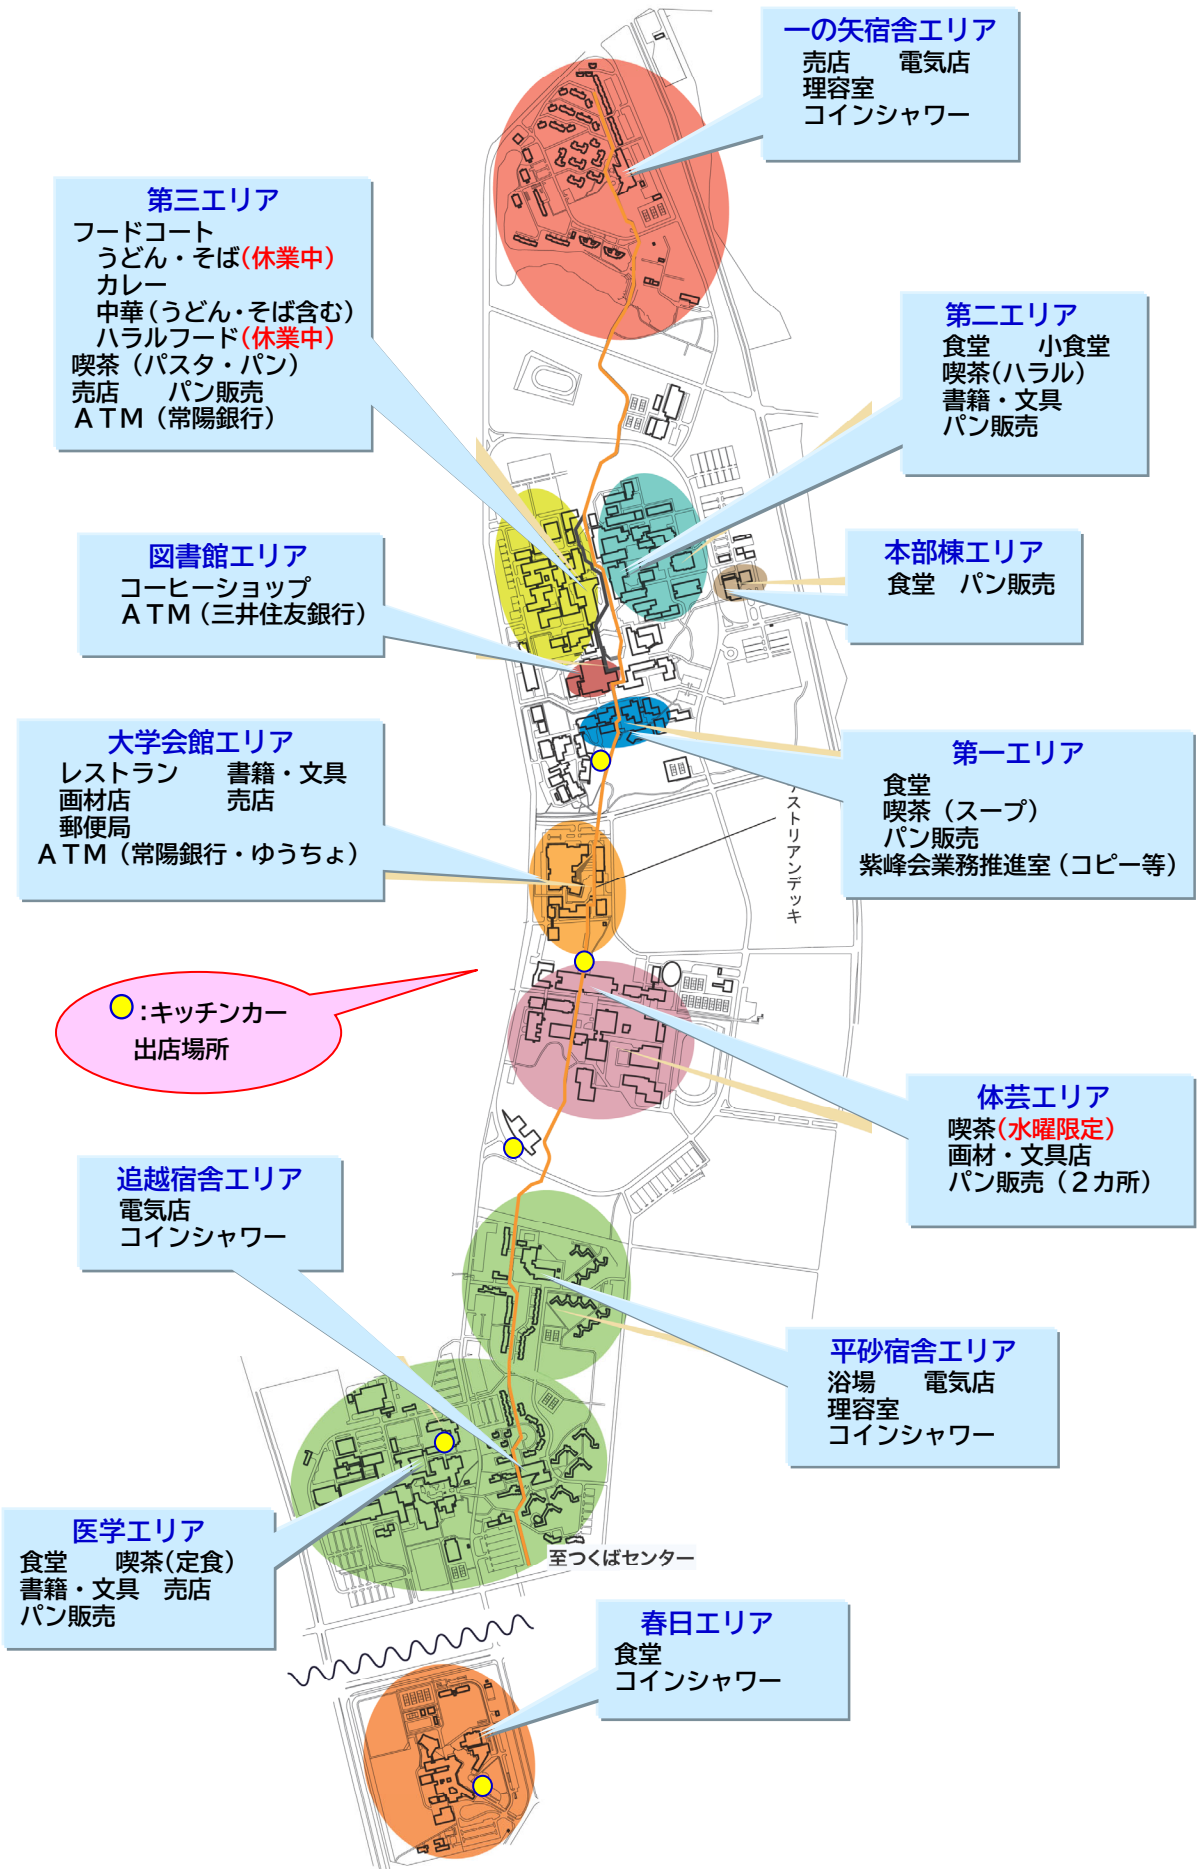 一の矢宿舎エリア
売店　　電気店
理容室
コインシャワー
第三エリア
フードコート
うどん・そば(休業中)
カレー
中華(うどん・そば含む)
ハラルフード(休業中)
喫茶（パスタ・パン）
売店　　パン販売
ＡＴＭ（常陽銀行）
第二エリア
食堂　　小食堂
喫茶(ハラル)
書籍・文具
パン販売
図書館エリア
コーヒーショップ
ＡＴＭ（三井住友銀行）
本部棟エリア
食堂　パン販売
大学会館エリア
レストラン　　書籍・文具
画材店　　　　売店
郵便局
ＡＴＭ（常陽銀行・ゆうちょ）
第一エリア
食堂
喫茶（スープ）
パン販売
紫峰会業務推進室（コピー等）
ストリアンデッキ
：キッチンカー
出店場所
体芸エリア
喫茶(水曜限定)
画材・文具店
パン販売（２カ所）
追越宿舎エリア
電気店
コインシャワー
平砂宿舎エリア
浴場　　電気店
理容室
コインシャワー
医学エリア
食堂　　喫茶(定食)
書籍・文具　売店
パン販売
至つくばセンター
春日エリア
食堂
コインシャワー